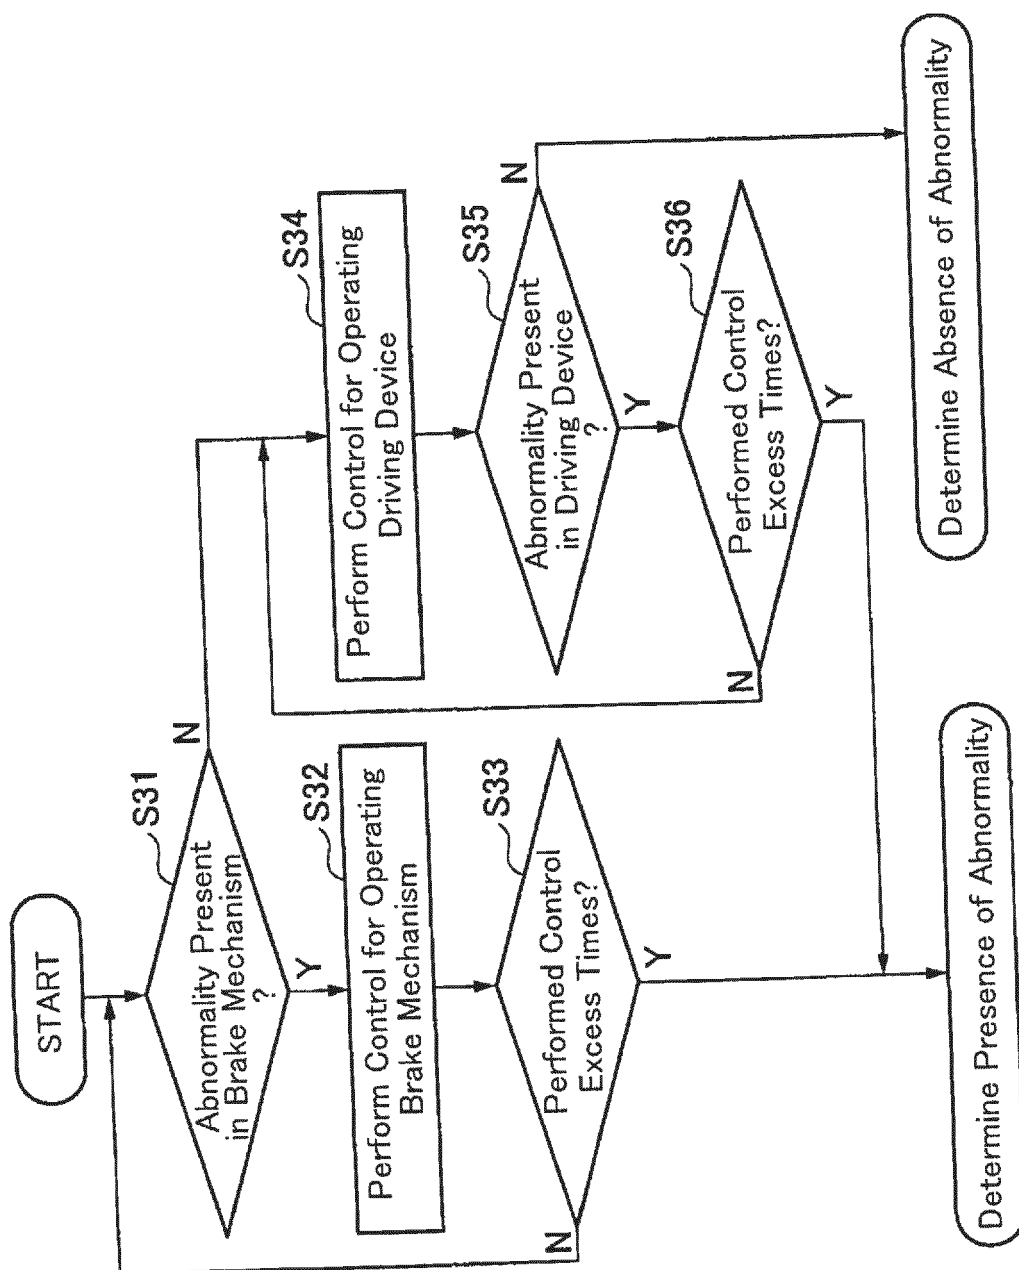 START
S31
Abnormality Present
in Brake Mechanism
?
N
Y
S32
Perform Control for Operating
Brake Mechanism
S33
Performed Control
Excess Times?
N
Y
S34
Perform Control for Operating
Driving Device
S35
Abnormality Present
in Driving Device
?
N
Y
S36
Performed Control
Excess Times?
N
Y
Determine Presence of Abnormality
Determine Absence of Abnormality